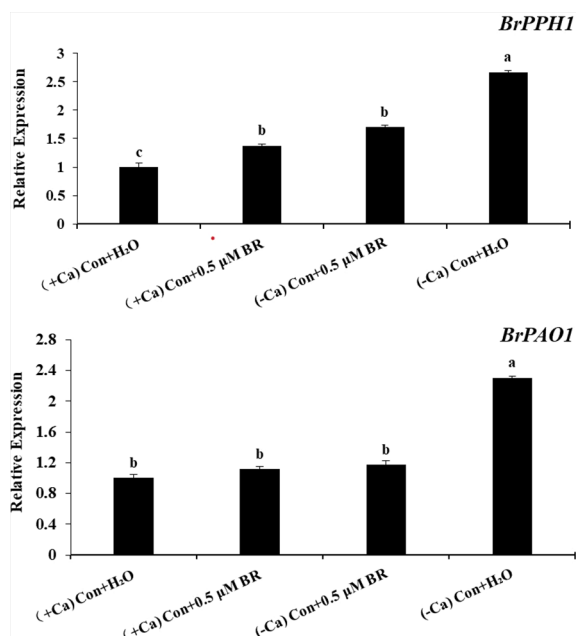 BrPPH1
Relative Expression
3
2.5
2
1.5
1
0.5
0
c
b
b
a
(+Ca) Con+H₂O
(+Ca) Con+0.5 μM BR
(-Ca) Con+0.5 μM BR
(-Ca) Con+H₂O
BrPAO1
Relative Expression
2.8
2.4
2
1.6
1.2
0.8
0.4
0
b
b
b
a
(+Ca) Con+H₂O
(+Ca) Con+0.5 μM BR
(-Ca) Con+0.5 μM BR
(-Ca) Con+H₂O